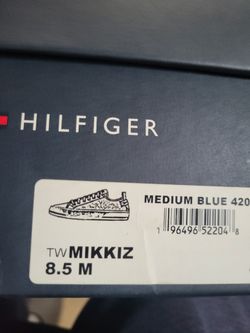 HILFIGER
MEDIUM BLUE 420
1 96496 52204 8
TWMIKKIZ
8.5 M